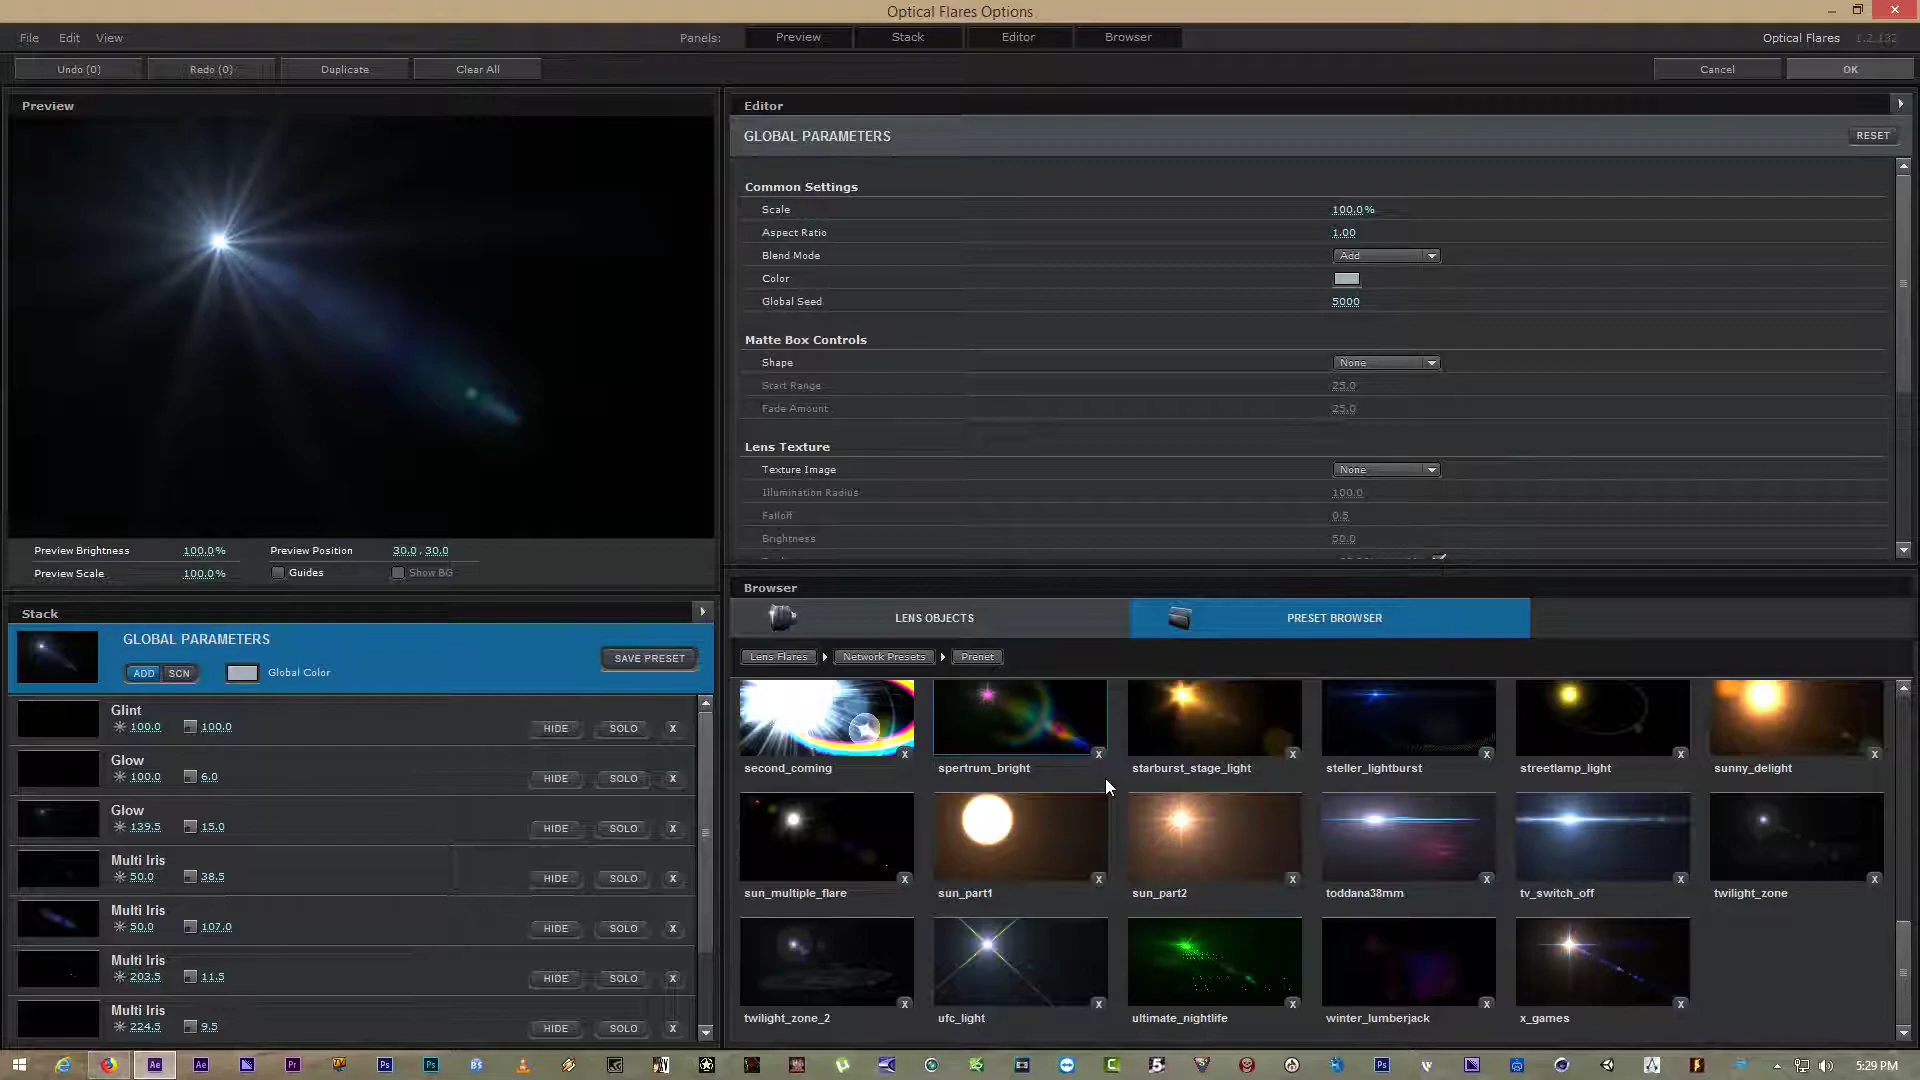 Optical Flares Options
File Edit View
Panels: Preview Stack Editor Browser
Optical Flares 1.2.132
Undo (0) Redo (0) Duplicate Clear All
Cancel OK
Preview
Preview Brightness 100.0% Preview Position 30.0 , 30.0
Preview Scale 100.0% Guides Show BG
Editor
GLOBAL PARAMETERS RESET
Common Settings
Scale 100.0%
Aspect Ratio 1.00
Blend Mode Add
Color
Global Seed 5000
Matte Box Controls
Shape None
Start Range 25.0
Fade Amount 25.0
Lens Texture
Texture Image None
Illumination Radius 100.0
Falloff 0.5
Brightness 50.0
Stack
GLOBAL PARAMETERS
ADD SCN Global Color SAVE PRESET
Glint
100.0 100.0 HIDE SOLO X
Glow
100.0 6.0 HIDE SOLO X
Glow
139.5 15.0 HIDE SOLO X
Multi Iris
50.0 38.5 HIDE SOLO X
Multi Iris
50.0 107.0 HIDE SOLO X
Multi Iris
203.5 11.5 HIDE SOLO X
Multi Iris
224.5 9.5 HIDE SOLO X
Browser
LENS OBJECTS PRESET BROWSER
Lens Flares Network Presets Prenet
X X X X X X
second_coming spertrum_bright starburst_stage_light steller_lightburst streetlamp_light sunny_delight
X X X X X X
sun_multiple_flare sun_part1 sun_part2 toddana38mm tv_switch_off twilight_zone
X X X X X
twilight_zone_2 ufc_light ultimate_nightlife winter_lumberjack x_games
Ae Ae Pr Ps Ps Ps
5:29 PM